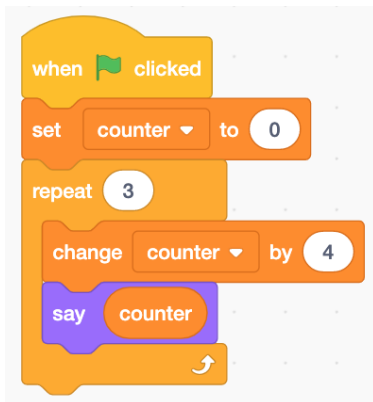 when clicked
set counter to 0
repeat 3
change counter by 4
say counter